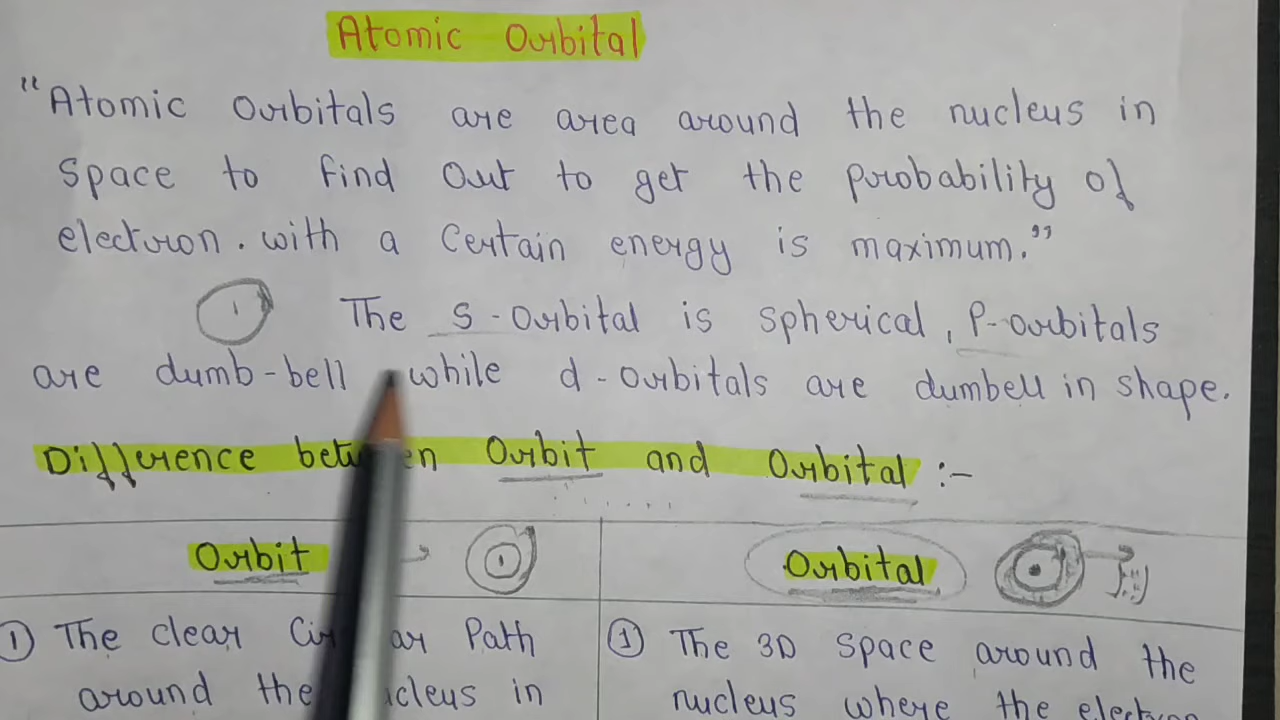 Atomic Orbital
"Atomic Orbitals are area around the nucleus in
space to find out to get the probability of
electron. with a certain energy is maximum."
1 The s-orbital is spherical, P-orbitals
are dumb-bell while d-orbitals are dumbell in shape.
Difference between Orbit and Orbital :-
Orbit
Orbital
① The clear Path
around the in
① The 3D space around the
nucleus where the electron